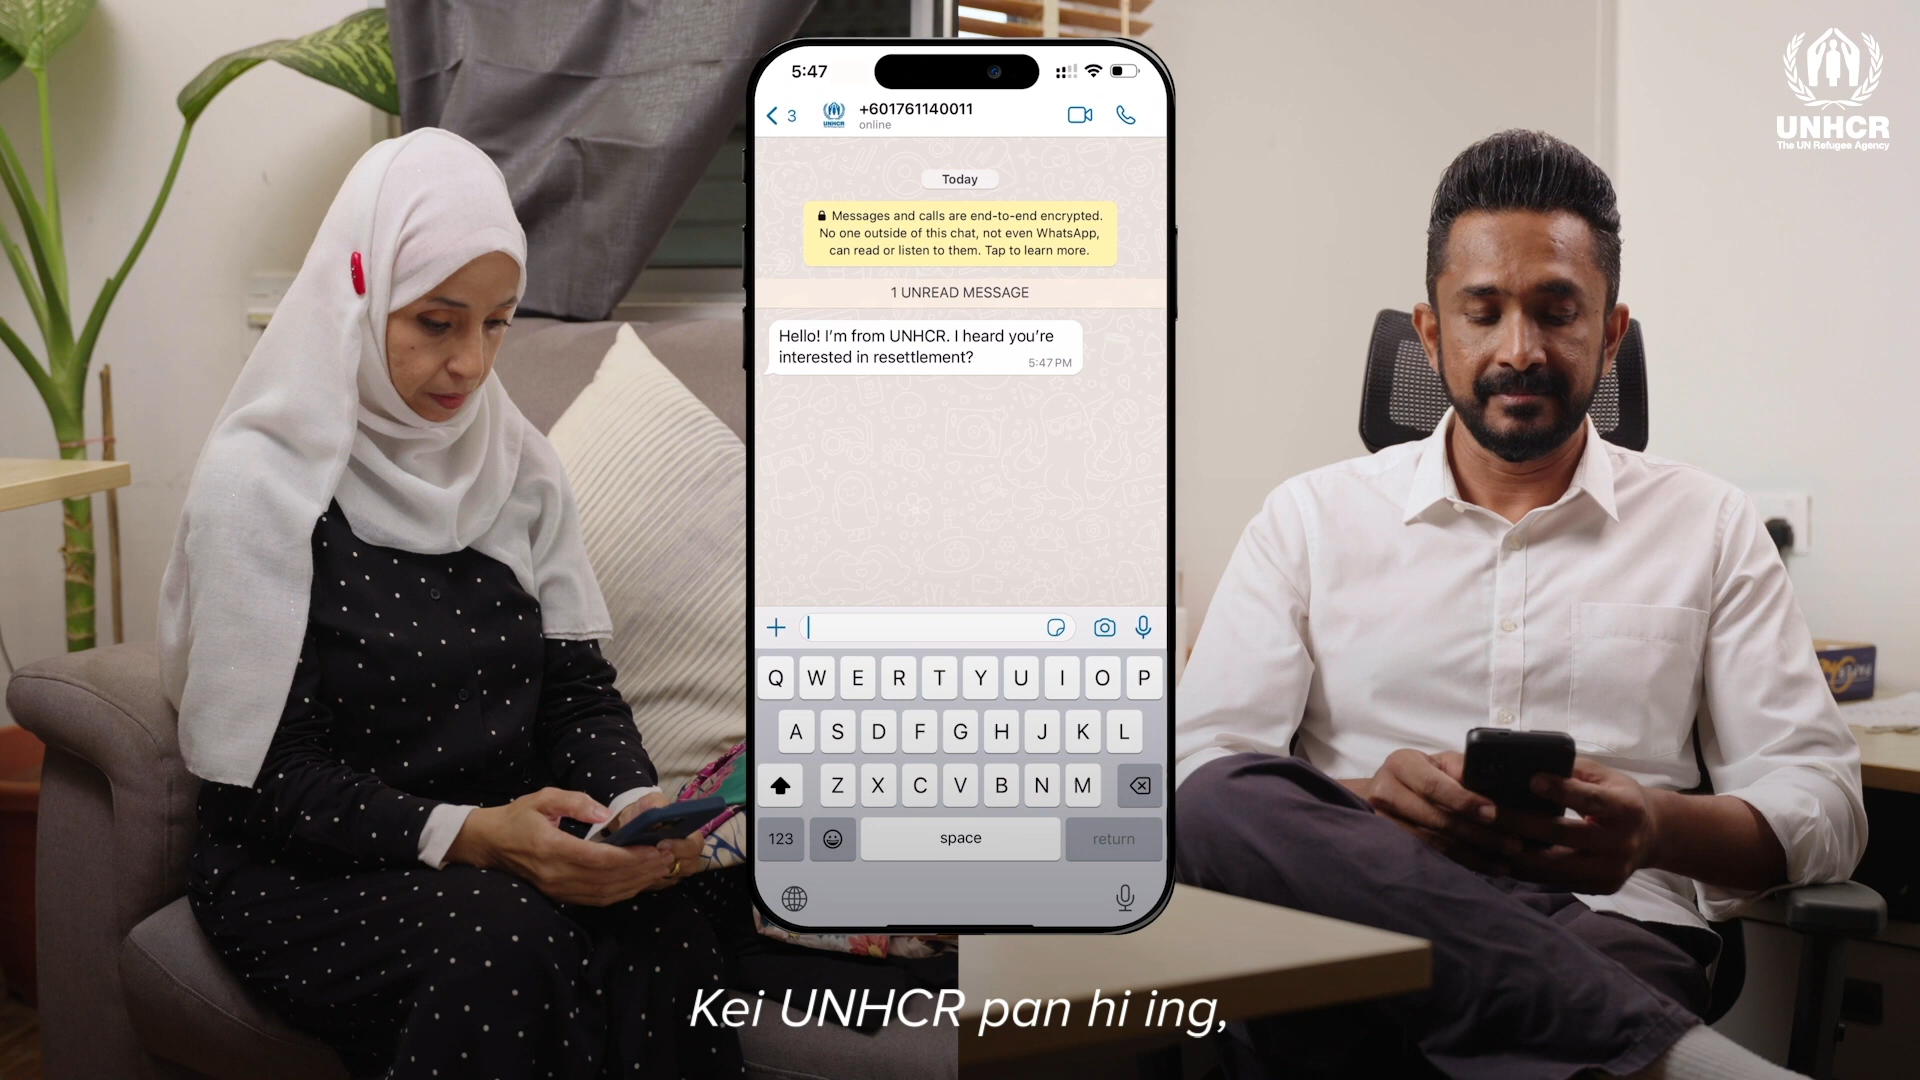 5:47
3
UNHCR
+601761140011
online
Today
Messages and calls are end-to-end encrypted.
No one outside of this chat, not even WhatsApp,
can read or listen to them. Tap to learn more.
1 UNREAD MESSAGE
Hello! I'm from UNHCR. I heard you're
interested in resettlement?
5:47 PM
Q W E R T Y U I O P
A S D F G H J K L
Z X C V B N M
123
space
return
UNHCR
The UN Refugee Agency
Kei UNHCR pan hi ing,